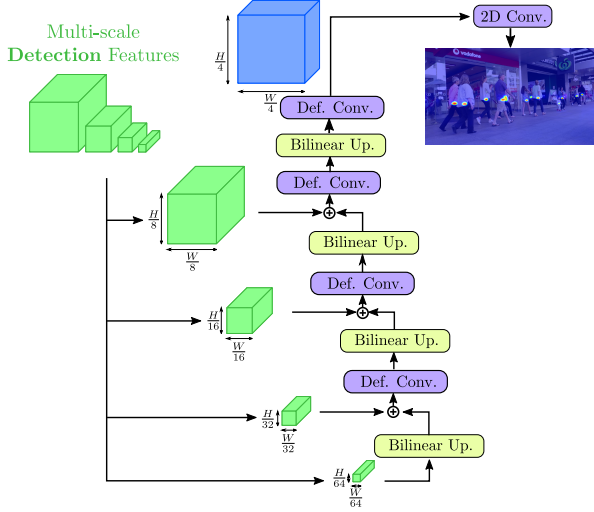 Multi-scale
Detection Features
H/4
W/4
2D Conv.
vodafone
Def. Conv.
Bilinear Up.
Def. Conv.
H/8
W/8
Bilinear Up.
Def. Conv.
H/16
W/16
Bilinear Up.
Def. Conv.
H/32
W/32
Bilinear Up.
H/64
W/64